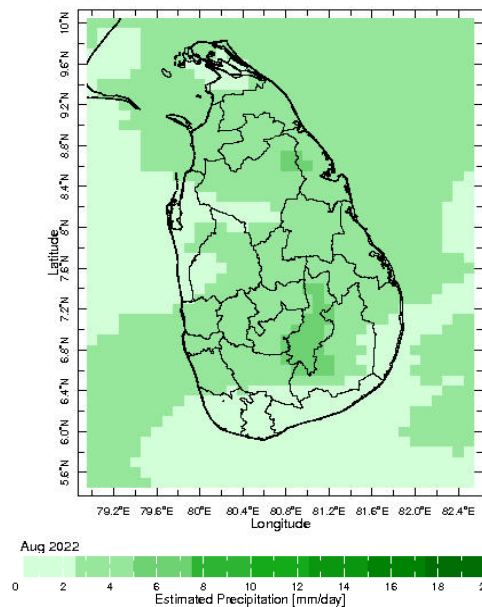 10°N
9.6°N
9.2°N
8.8°N
8.4°N
8°N
7.6°N
7.2°N
6.8°N
6.4°N
6.0°N
5.6°N
Latitude
79.2°E 79.6°E 80°E 80.4°E 80.8°E 81.2°E 81.6°E 82°E 82.4°E
Longitude
Aug 2022
0 2 4 6 8 10 12 14 16 18 2
Estimated Precipitation [mm/day]